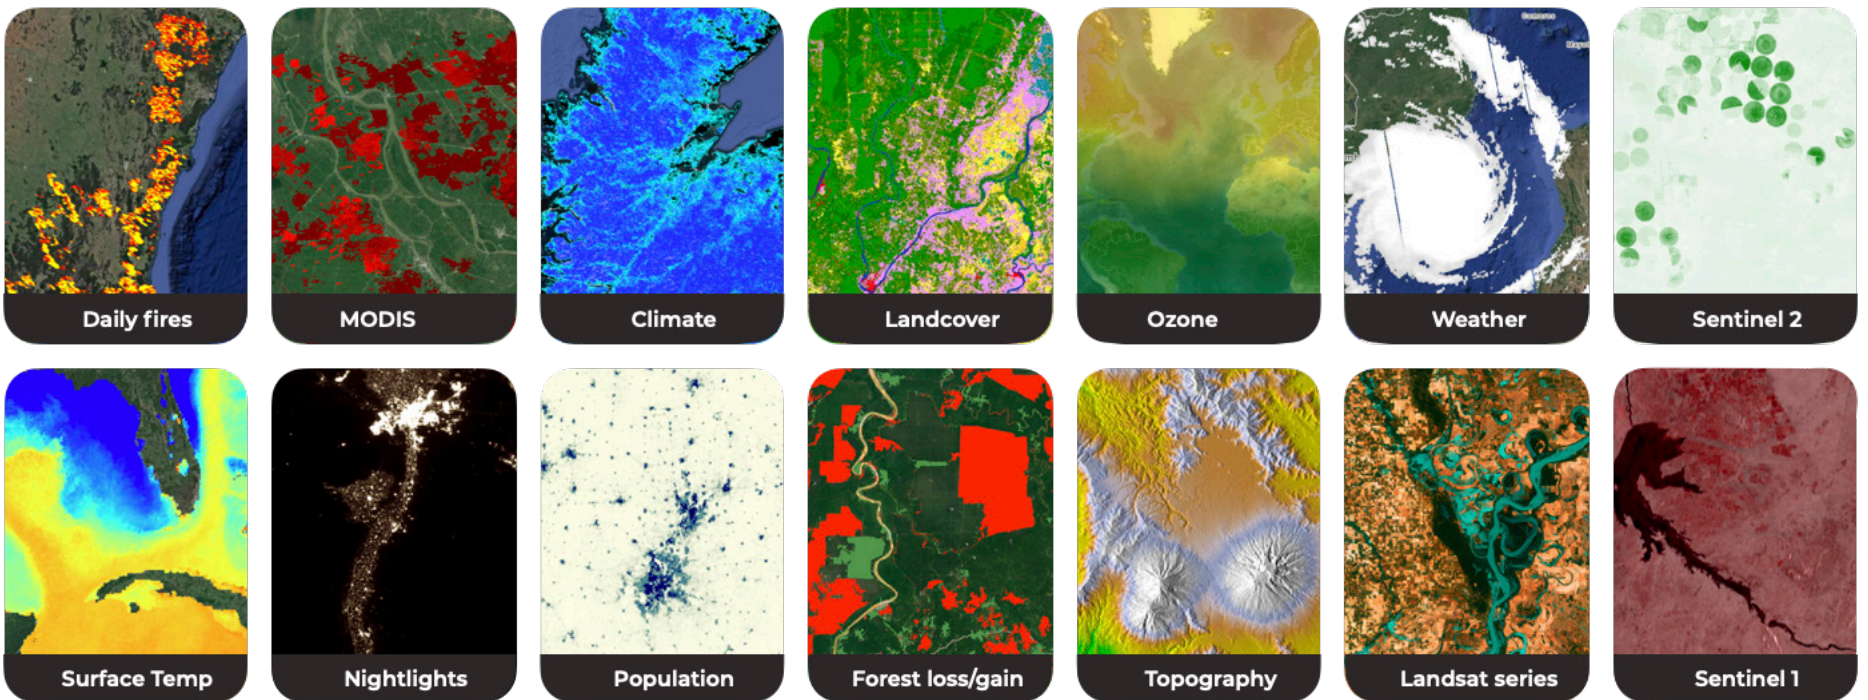 Comoros
Daily fires
MODIS
Climate
Landcover
Ozone
Weather
Sentinel 2
Surface Temp
Nightlights
Population
Forest loss/gain
Topography
Landsat series
Sentinel 1